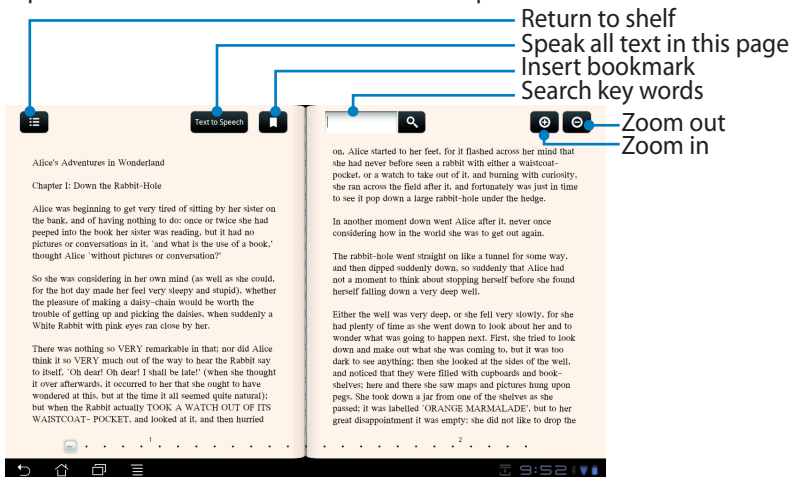 Return to shelf
Speak all text in this page
Insert bookmark
Search key words
Text to Speech
Zoom out
Zoom in
Alice's Adventures in Wonderland
Chapter I: Down the Rabbit-Hole
Alice was beginning to get very tired of sitting by her sister on
the bank, and of having nothing to do: once or twice she had
peeped into the book her sister was reading, but it had no
pictures or conversations in it, `and what is the use of a book,'
thought Alice `without pictures or conversation?'
So she was considering in her own mind (as well as she could,
for the hot day made her feel very sleepy and stupid), whether
the pleasure of making a daisy-chain would be worth the
trouble of getting up and picking the daisies, when suddenly a
White Rabbit with pink eyes ran close by her.
There was nothing so VERY remarkable in that; nor did Alice
think it so VERY much out of the way to hear the Rabbit say
to itself, `Oh dear! Oh dear! I shall be late!' (when she thought
it over afterwards, it occurred to her that she ought to have
wondered at this, but at the time it all seemed quite natural);
but when the Rabbit actually TOOK A WATCH OUT OF ITS
WAISTCOAT- POCKET, and looked at it, and then hurried
1
on, Alice started to her feet, for it flashed across her mind that
she had never before seen a rabbit with either a waistcoat-
pocket, or a watch to take out of it, and burning with curiosity,
she ran across the field after it, and fortunately was just in time
to see it pop down a large rabbit-hole under the hedge.
In another moment down went Alice after it, never once
considering how in the world she was to get out again.
The rabbit-hole went straight on like a tunnel for some way,
and then dipped suddenly down, so suddenly that Alice had
not a moment to think about stopping herself before she found
herself falling down a very deep well.
Either the well was very deep, or she fell very slowly, for she
had plenty of time as she went down to look about her and to
wonder what was going to happen next. First, she tried to look
down and make out what she was coming to, but it was too
dark to see anything; then she looked at the sides of the well,
and noticed that they were filled with cupboards and book-
shelves; here and there she saw maps and pictures hung upon
pegs. She took down a jar from one of the shelves as she
passed; it was labelled `ORANGE MARMALADE', but to her
great disappointment it was empty: she did not like to drop the
2
9:52